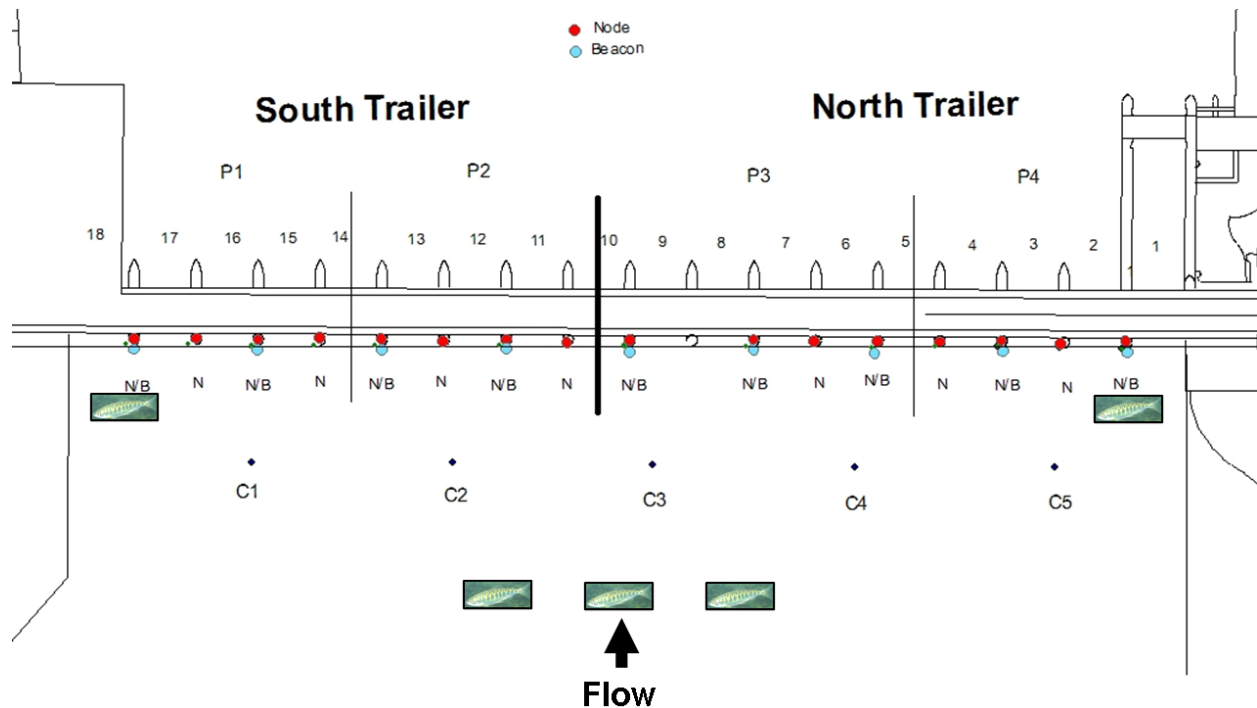 Node
Beacon
South Trailer North Trailer
P1 P2 P3 P4
18 17 16 15 14 13 12 11 10 9 8 7 6 5 4 3 2 1
1
N/B N N/B N N/B N N/B N N/B N/B N N/B N N/B N N/B
C1 C2 C3 C4 C5
Flow